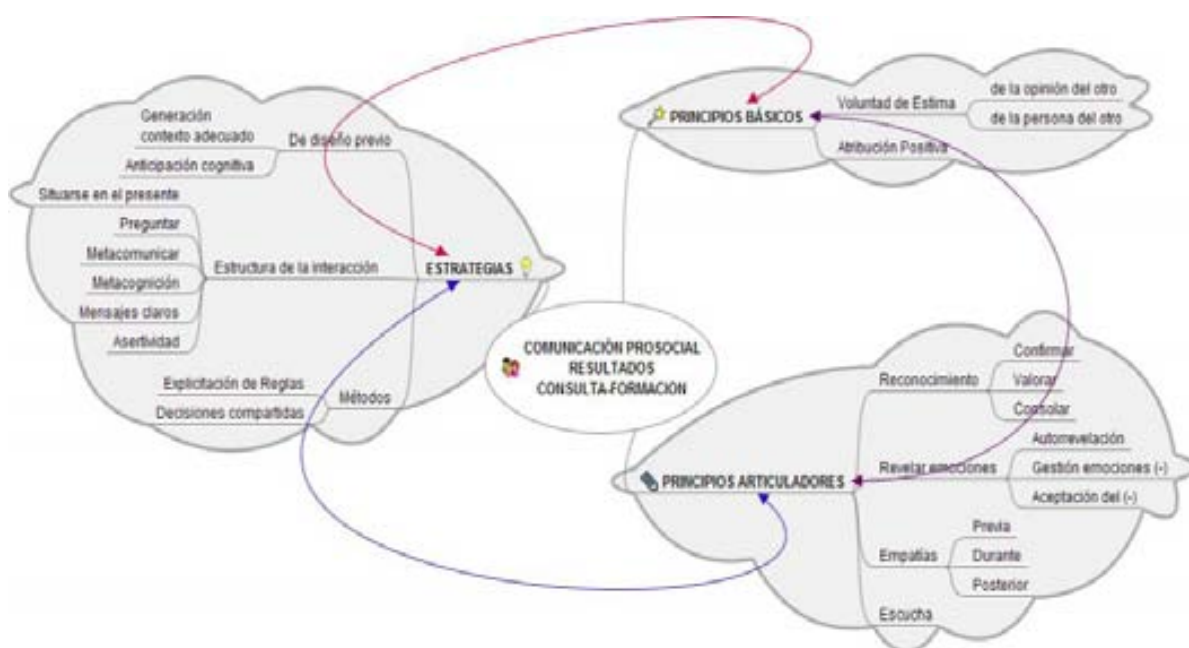 Generación
contexto adecuado
Anticipación cognitiva
De diseño previo
Situarse en el presente
Preguntar
Metacomunicar
Metacognición
Mensajes claros
Asertividad
Estructura de la interacción
ESTRATEGIAS
Explicitación de Reglas
Decisiones compartidas
Métodos
COMUNICACIÓN PROSOCIAL
RESULTADOS
CONSULTA-FORMACION
PRINCIPIOS BÁSICOS
Voluntad de Estima
de la opinión del otro
de la persona del otro
Atribución Positiva
PRINCIPIOS ARTICULADORES
Reconocimiento
Confirmar
Valorar
Consolar
Revelar emociones
Autorrevelación
Gestión emociones (-)
Aceptación del (-)
Empatías
Previa
Durante
Posterior
Escucha